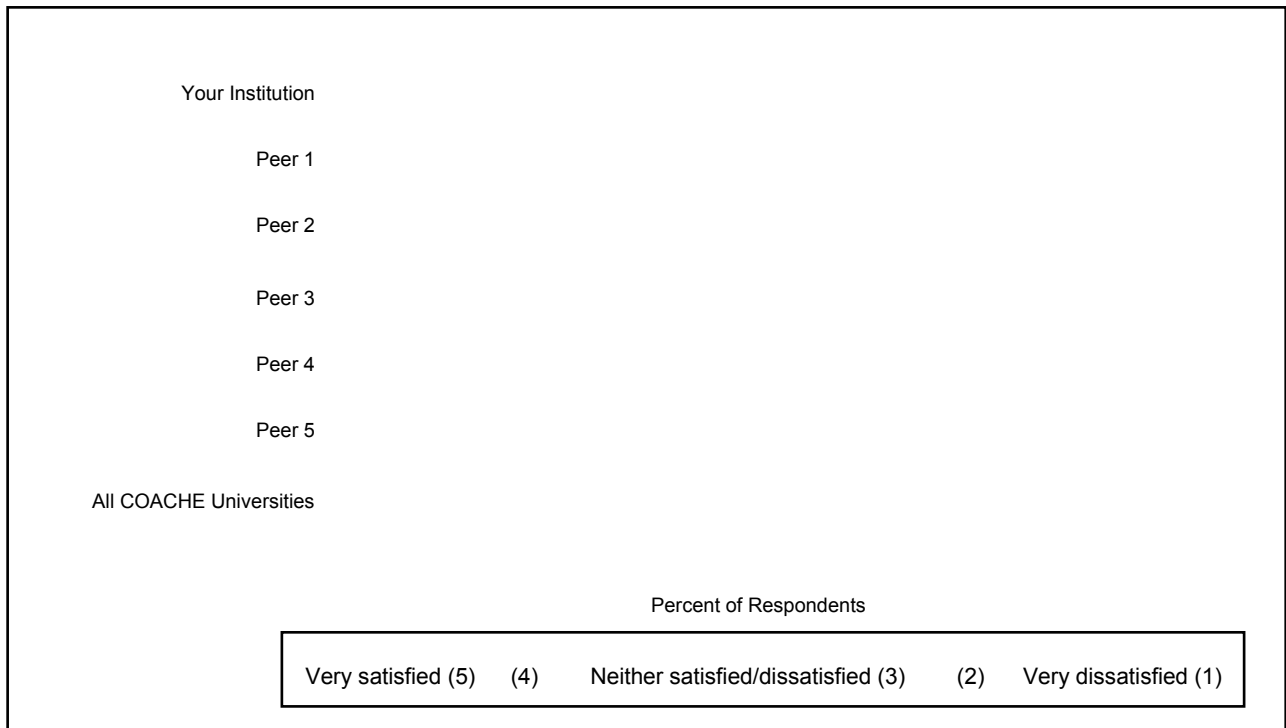 Your Institution
Peer 1
Peer 2
Peer 3
Peer 4
Peer 5
All COACHE Universities
Percent of Respondents
Very satisfied (5) (4) Neither satisfied/dissatisfied (3) (2) Very dissatisfied (1)